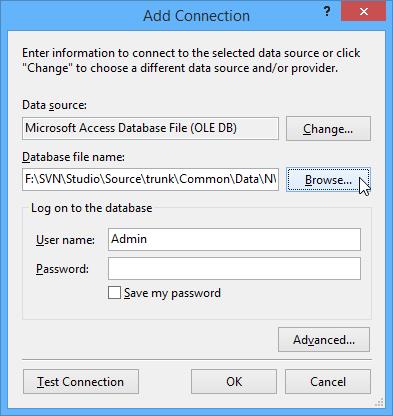 Add Connection
?
Enter information to connect to the selected data source or click
"Change" to choose a different data source and/or provider.
Data source:
Microsoft Access Database File (OLE DB)
Change...
Database file name:
F:\SVN\Studio\Source\trunk\Common\Data\N\
Browse...
Log on to the database
User name:
Admin
Password:
Save my password
Advanced...
Test Connection
OK
Cancel